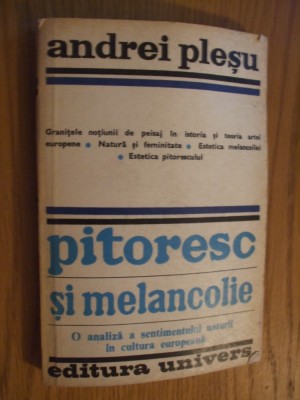 andrei pleșu
Granițele noțiunii de peisaj în istoria și teoria artei
europene • Natură și feminitate • Estetica melancoliei
• Estetica pitorescului
pitoresc
și melancolie
O analiză a sentimentului naturii
în cultura europeană
editura univers